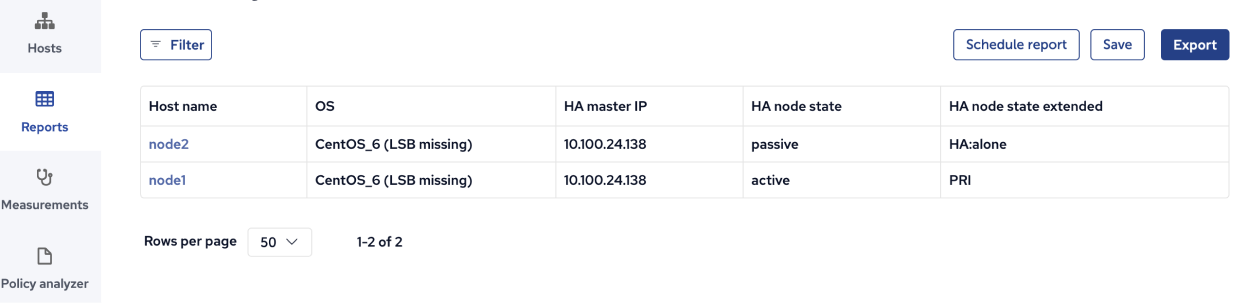 Hosts
Reports
Measurements
Policy analyzer
Filter
Schedule report Save Export
Host name OS HA master IP HA node state HA node state extended
node2 CentOS_6 (LSB missing) 10.100.24.138 passive HA:alone
node1 CentOS_6 (LSB missing) 10.100.24.138 active PRI
Rows per page 50 1-2 of 2